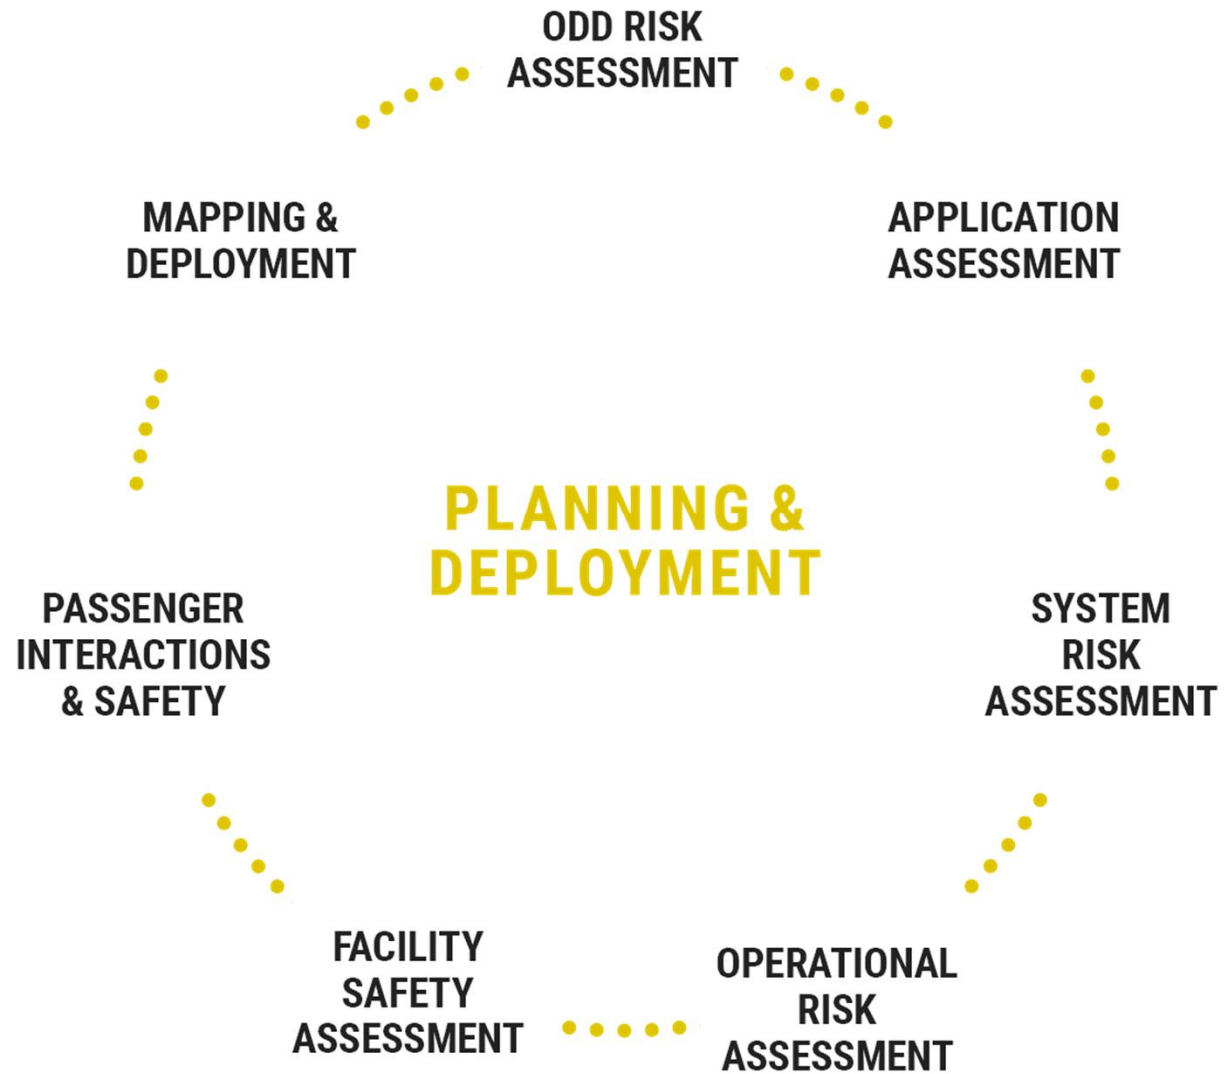 ODD RISK
ASSESSMENT
MAPPING &
DEPLOYMENT
APPLICATION
ASSESSMENT
PLANNING &
DEPLOYMENT
PASSENGER
INTERACTIONS
& SAFETY
SYSTEM
RISK
ASSESSMENT
FACILITY
SAFETY
ASSESSMENT
OPERATIONAL
RISK
ASSESSMENT